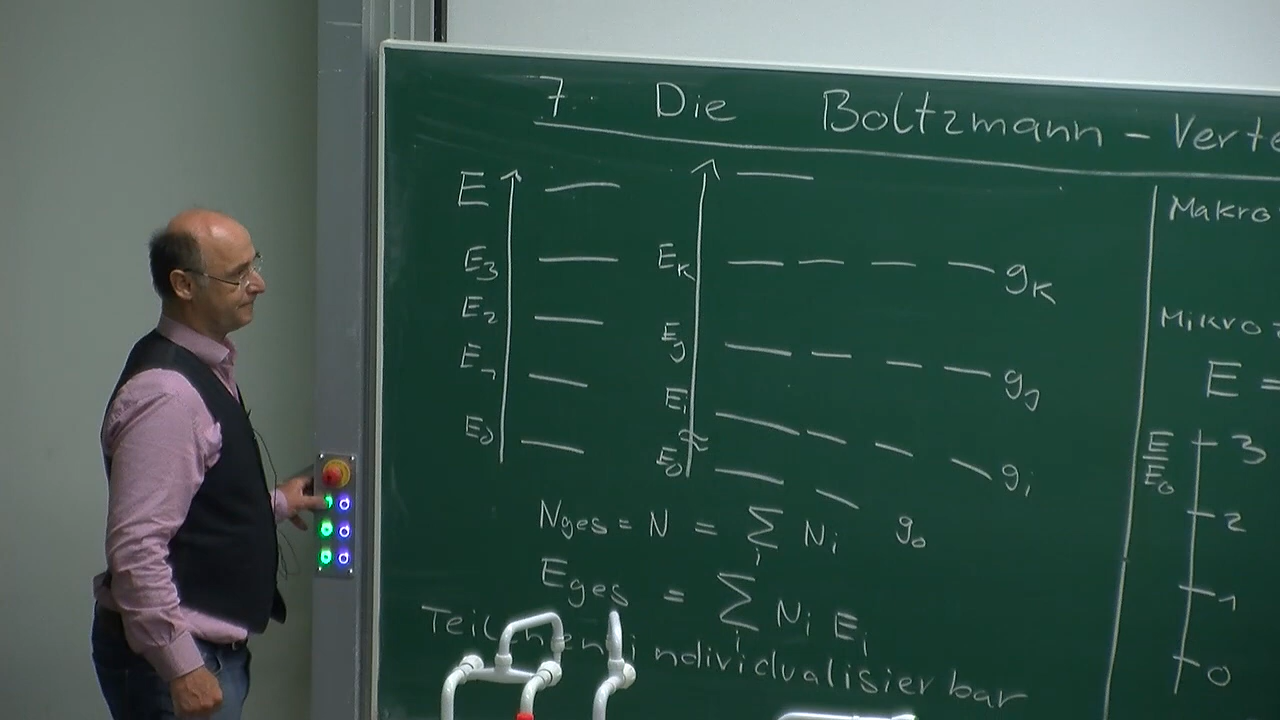 7. Die Boltzmann - Verte
E
E3 EK gK
E2
E1 Ej gj
Ei gi
E0 E0 g0
Nges = N = ∑i Ni
Eges = ∑i Ni Ei
Teilchen individualisierbar
Makro
Mikro
E =
E/E0
3
2
1
0